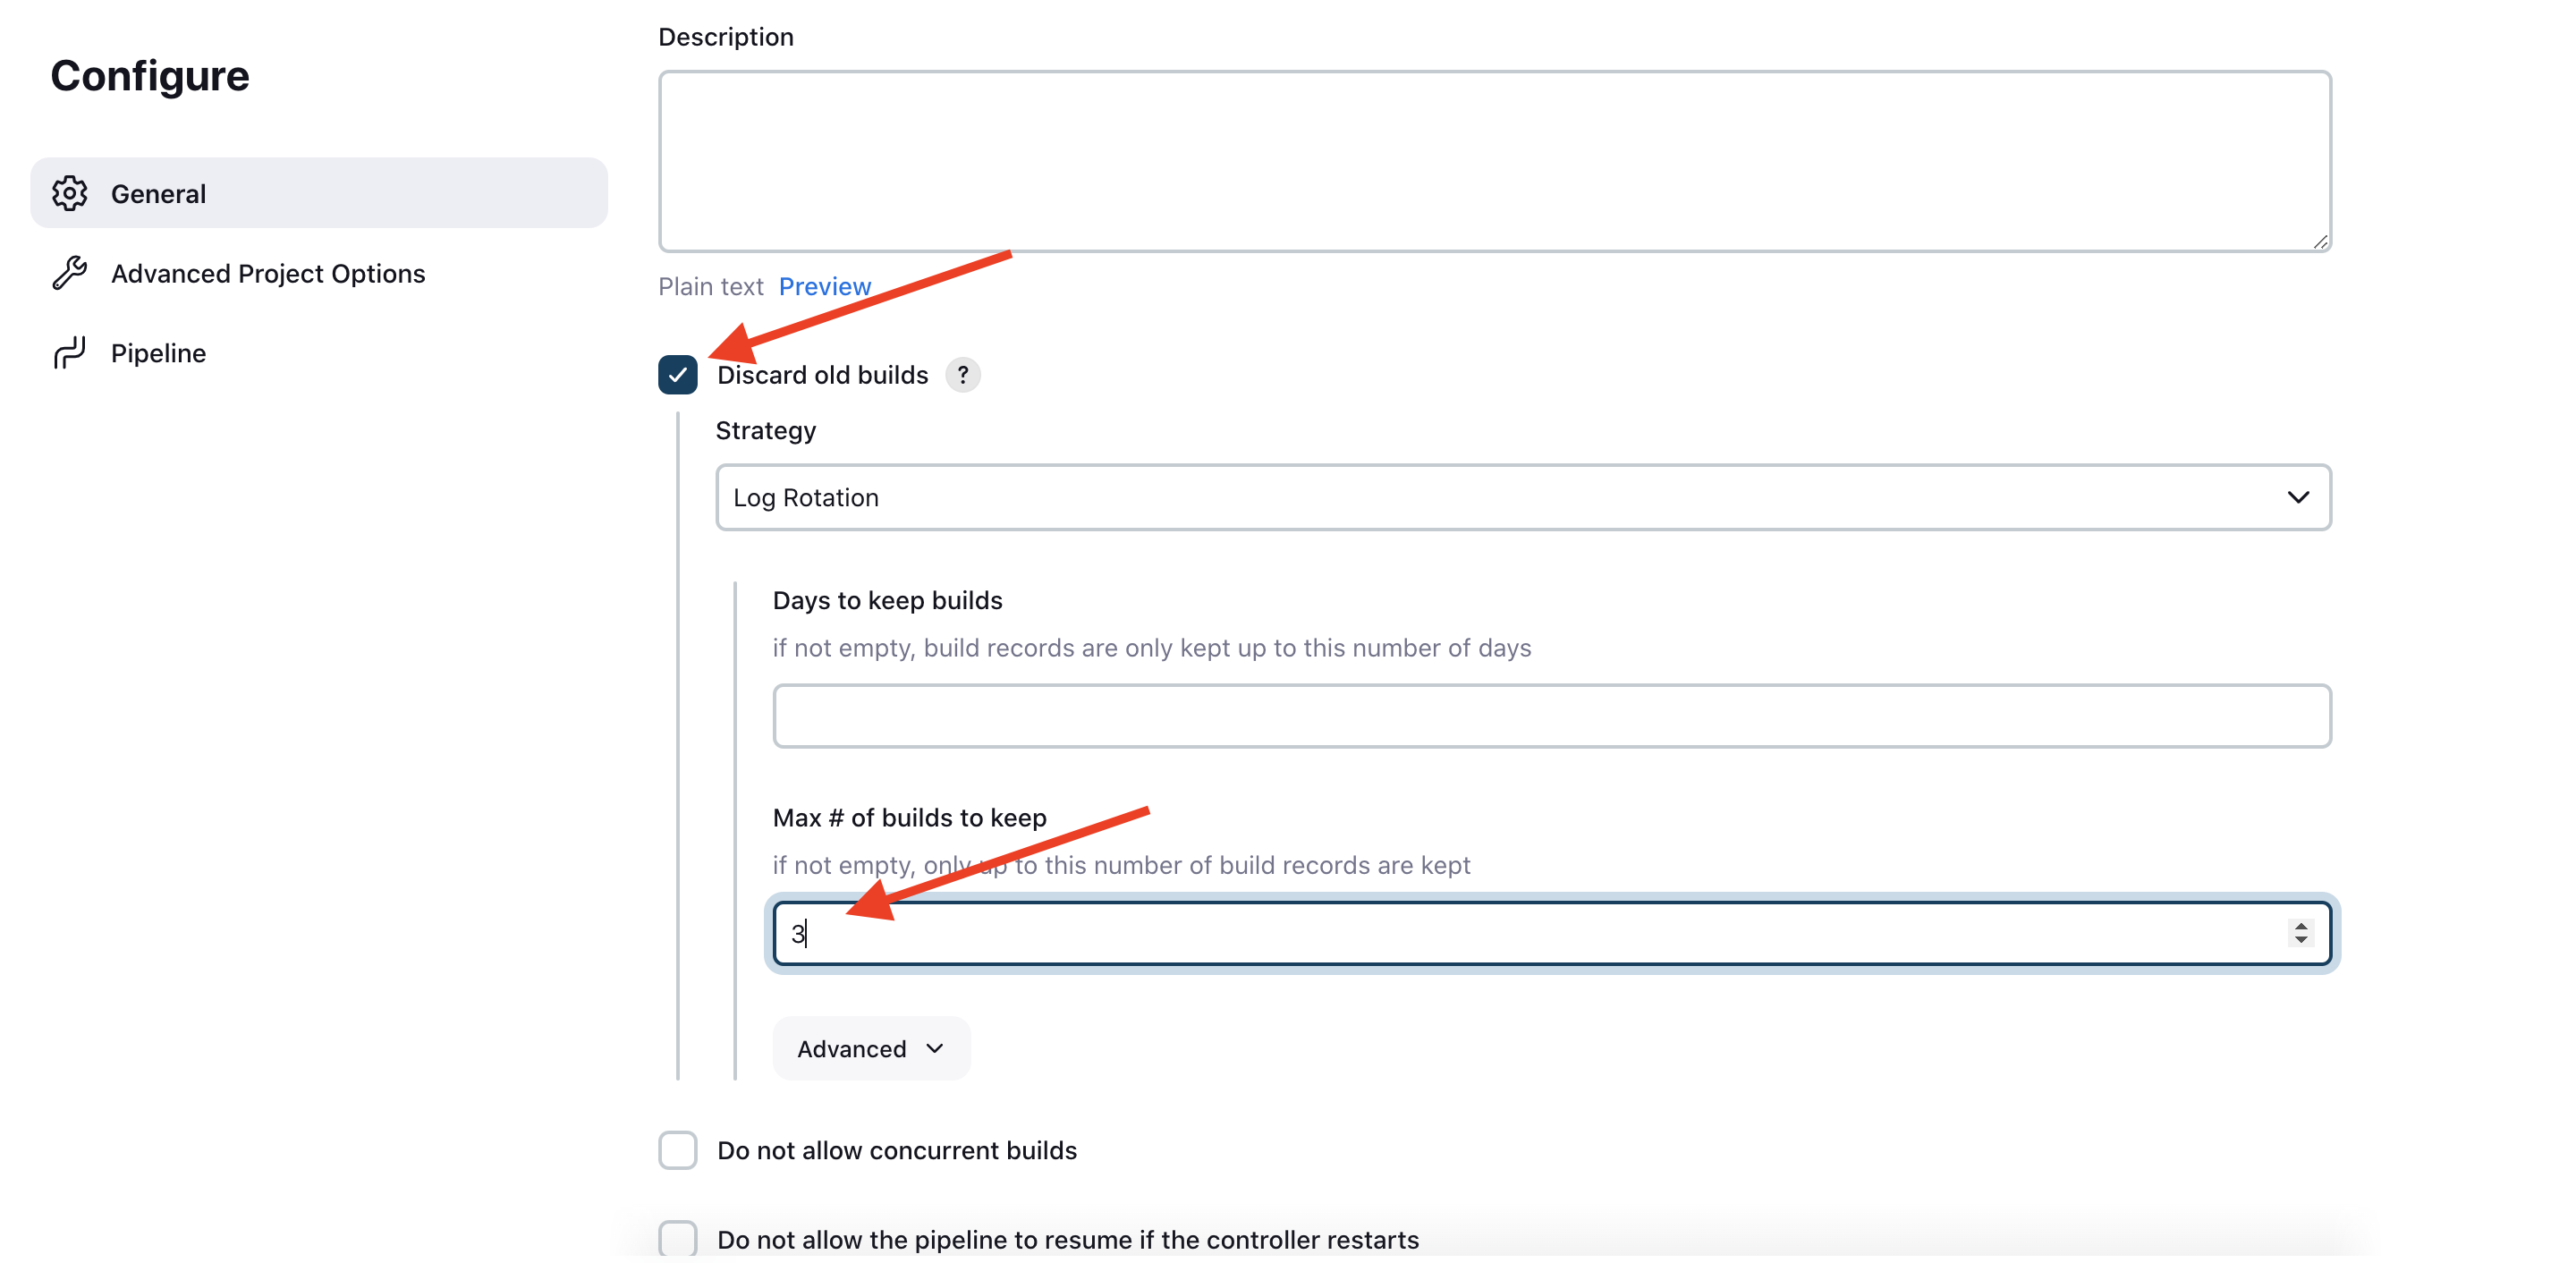 Configure
General
Advanced Project Options
Pipeline
Description
Plain text Preview
Discard old builds ?
Strategy
Log Rotation
Days to keep builds
if not empty, build records are only kept up to this number of days
Max # of builds to keep
if not empty, only up to this number of build records are kept
3
Advanced
Do not allow concurrent builds
Do not allow the pipeline to resume if the controller restarts